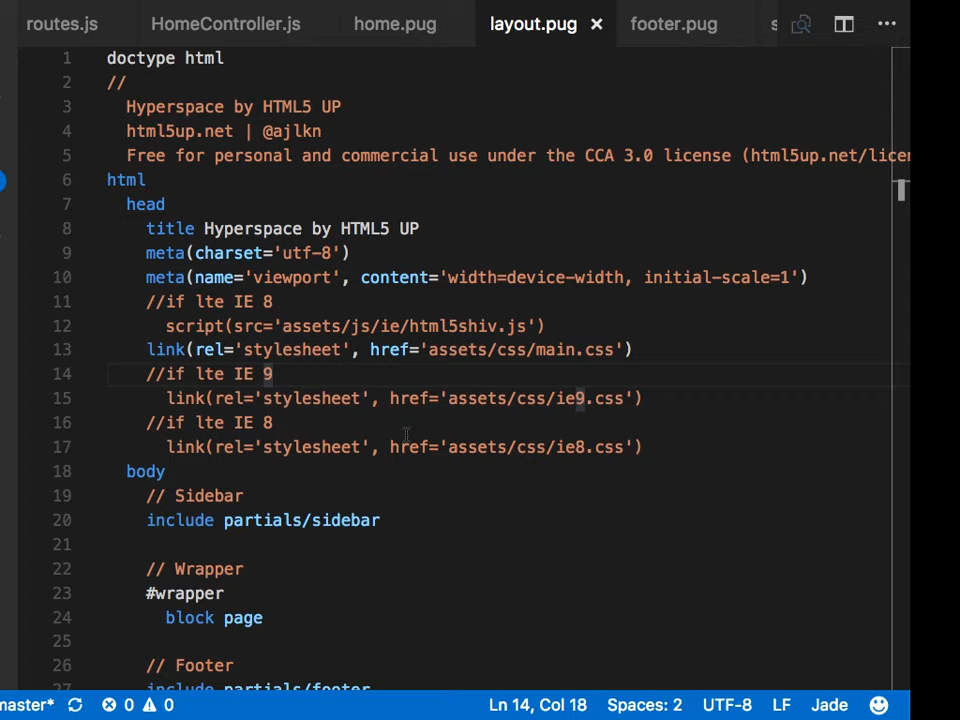 routes.js HomeController.js home.pug layout.pug × footer.pug s
1 doctype html
2 //
3 Hyperspace by HTML5 UP
4 html5up.net | @ajlkn
5 Free for personal and commercial use under the CCA 3.0 license (html5up.net/licen
6 html
7 head
8 title Hyperspace by HTML5 UP
9 meta(charset='utf-8')
10 meta(name='viewport', content='width=device-width, initial-scale=1')
11 //if lte IE 8
12 script(src='assets/js/ie/html5shiv.js')
13 link(rel='stylesheet', href='assets/css/main.css')
14 //if lte IE 9
15 link(rel='stylesheet', href='assets/css/ie9.css')
16 //if lte IE 8
17 link(rel='stylesheet', href='assets/css/ie8.css')
18 body
19 // Sidebar
20 include partials/sidebar
21
22 // Wrapper
23 #wrapper
24 block page
25
26 // Footer
27 include partials/footer
master* 0 0 Ln 14, Col 18 Spaces: 2 UTF-8 LF Jade